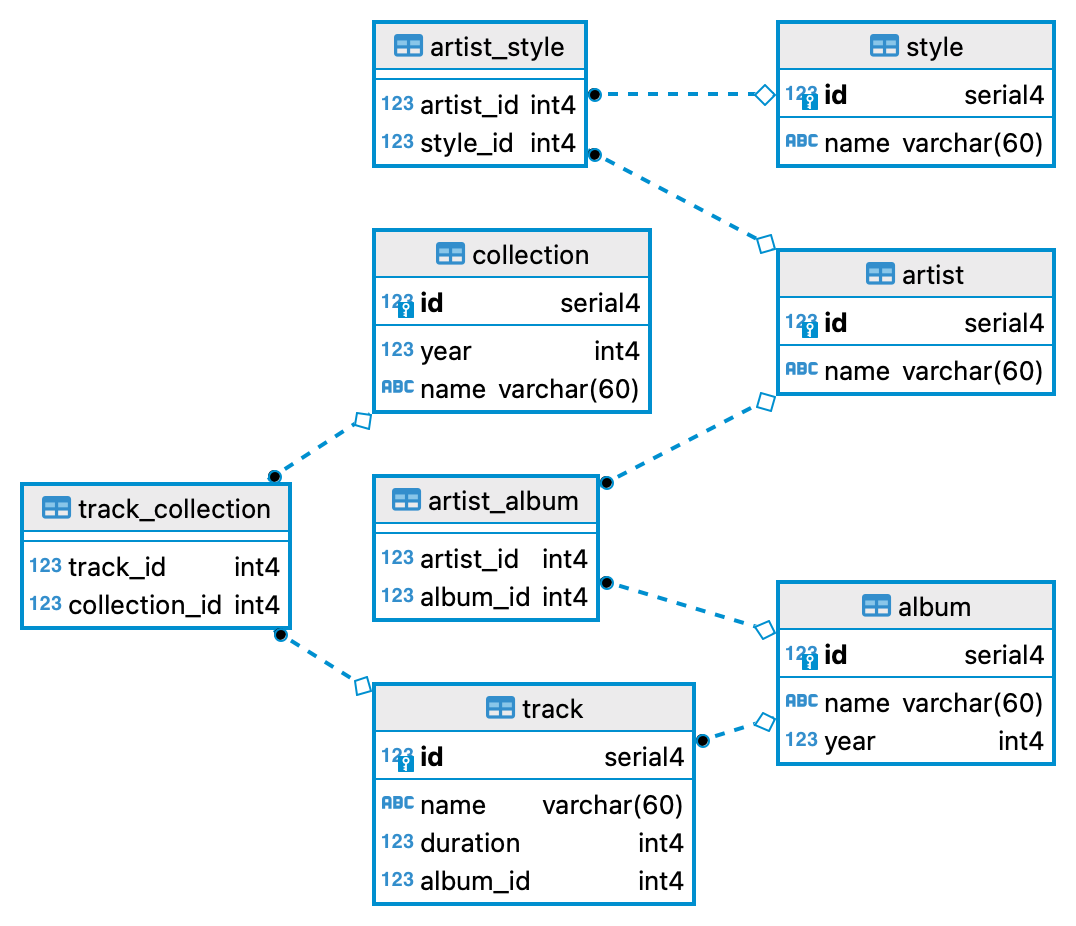 artist_style
123 artist_id int4
123 style_id int4
style
123 id serial4
ABC name varchar(60)
collection
123 id serial4
123 year int4
ABC name varchar(60)
artist
123 id serial4
ABC name varchar(60)
track_collection
123 track_id int4
123 collection_id int4
artist_album
123 artist_id int4
123 album_id int4
album
123 id serial4
ABC name varchar(60)
123 year int4
track
123 id serial4
ABC name varchar(60)
123 duration int4
123 album_id int4